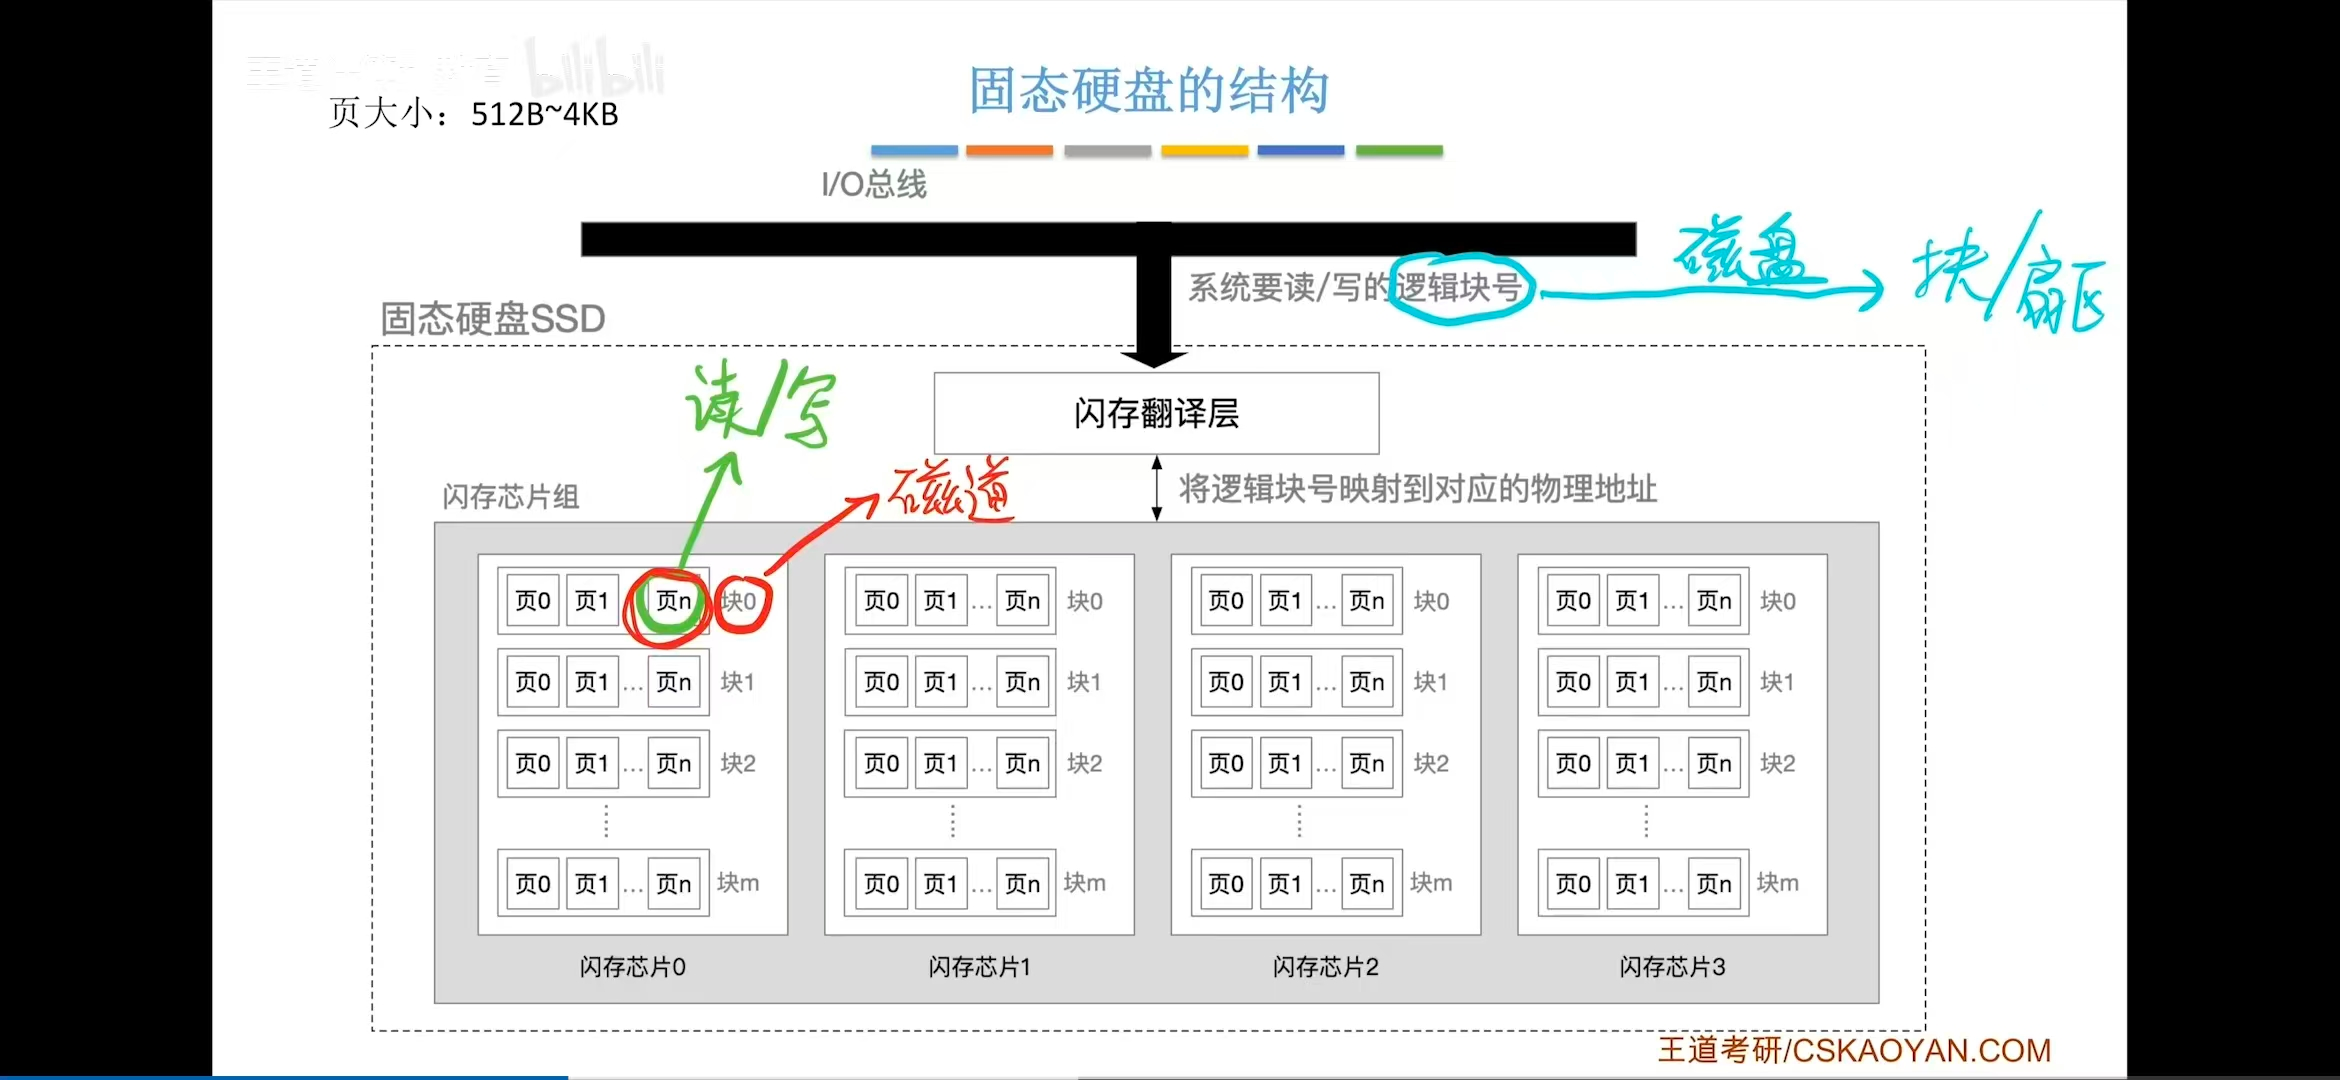 bilibili
固态硬盘的结构
页大小：512B~4KB
I/O总线
磁盘
块/扇区
系统要读/写的逻辑块号
固态硬盘SSD
读/写
闪存翻译层
磁道
闪存芯片组
将逻辑块号映射到对应的物理地址
页0 页1 页n 块0 页0 页1 ... 页n 块0 页0 页1 ... 页n 块0 页0 页1 ... 页n 块0
页0 页1 ... 页n 块1 页0 页1 ... 页n 块1 页0 页1 ... 页n 块1 页0 页1 ... 页n 块1
页0 页1 ... 页n 块2 页0 页1 ... 页n 块2 页0 页1 ... 页n 块2 页0 页1 ... 页n 块2
页0 页1 ... 页n 块m 页0 页1 ... 页n 块m 页0 页1 ... 页n 块m 页0 页1 ... 页n 块m
闪存芯片0 闪存芯片1 闪存芯片2 闪存芯片3
王道考研/CSKAOYAN.COM